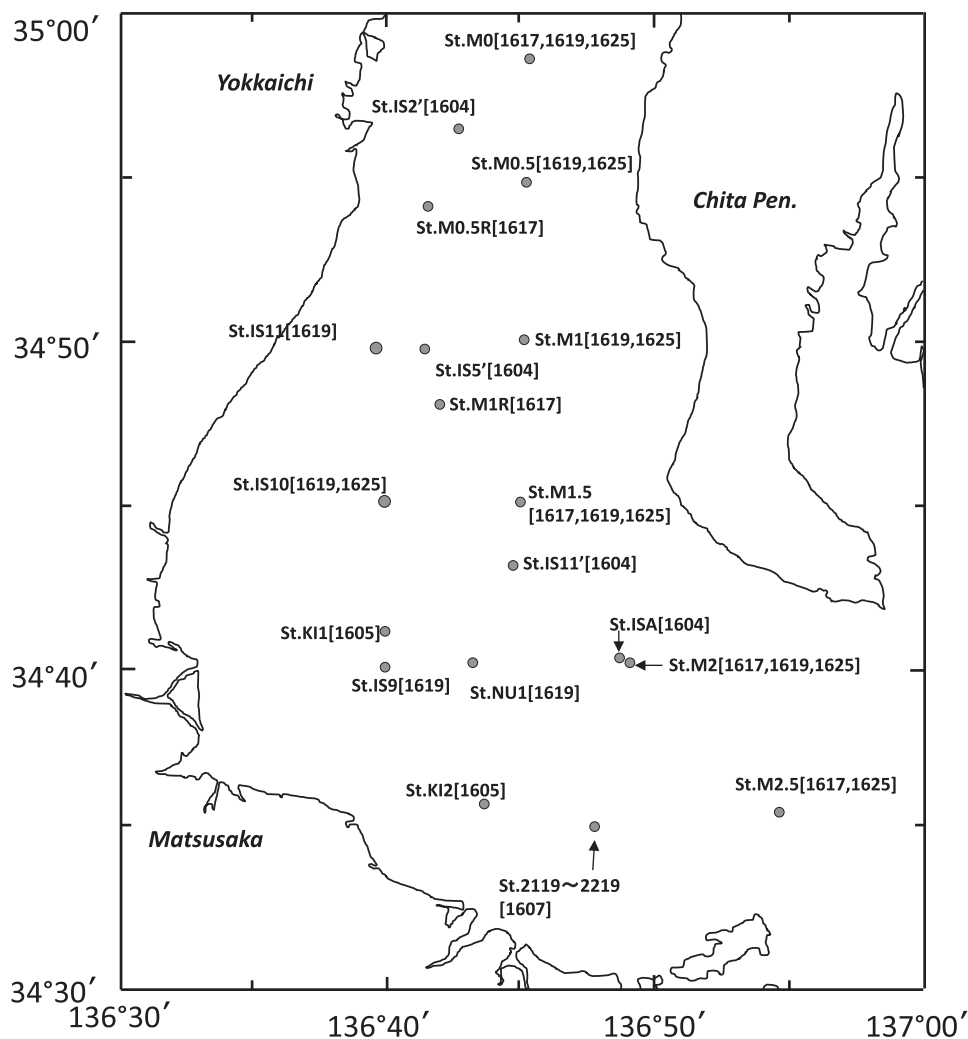 35°00′
St.M0[1617,1619,1625]
Yokkaichi
St.IS2’[1604]
St.M0.5[1619,1625]
Chita Pen.
St.M0.5R[1617]
St.IS11[1619]
St.M1[1619,1625]
34°50′
St.IS5’[1604]
St.M1R[1617]
St.IS10[1619,1625]
St.M1.5
[1617,1619,1625]
St.IS11’[1604]
St.ISA[1604]
St.KI1[1605]
St.M2[1617,1619,1625]
34°40′
St.IS9[1619]
St.NU1[1619]
St.M2.5[1617,1625]
St.KI2[1605]
Matsusaka
St.2119～2219
[1607]
34°30′
136°30′
136°40′
136°50′
137°00′